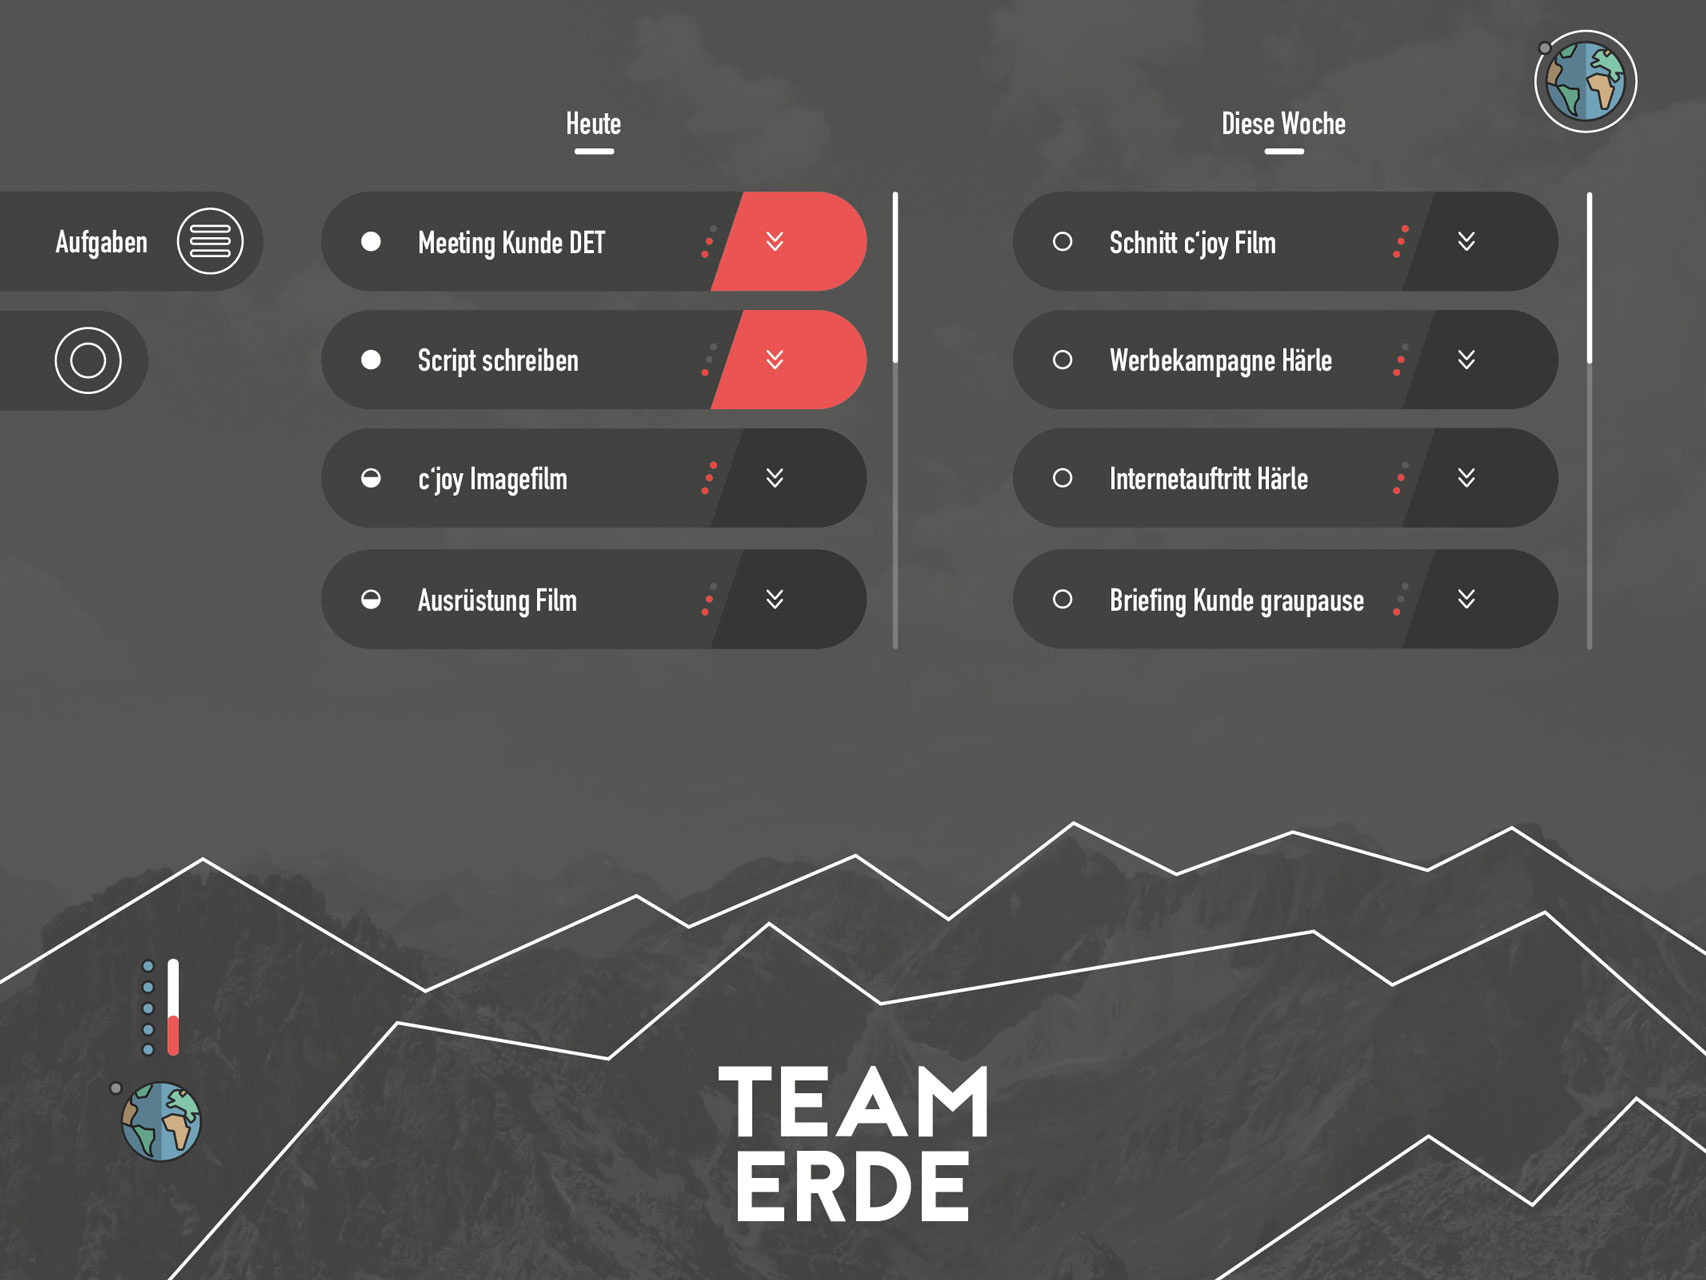 Heute
Diese Woche
Aufgaben
Meeting Kunde DET
Script schreiben
c‘joy Imagefilm
Ausrüstung Film
Schnitt c‘joy Film
Werbekampagne Härle
Internetauftritt Härle
Briefing Kunde graupause
TEAM
ERDE